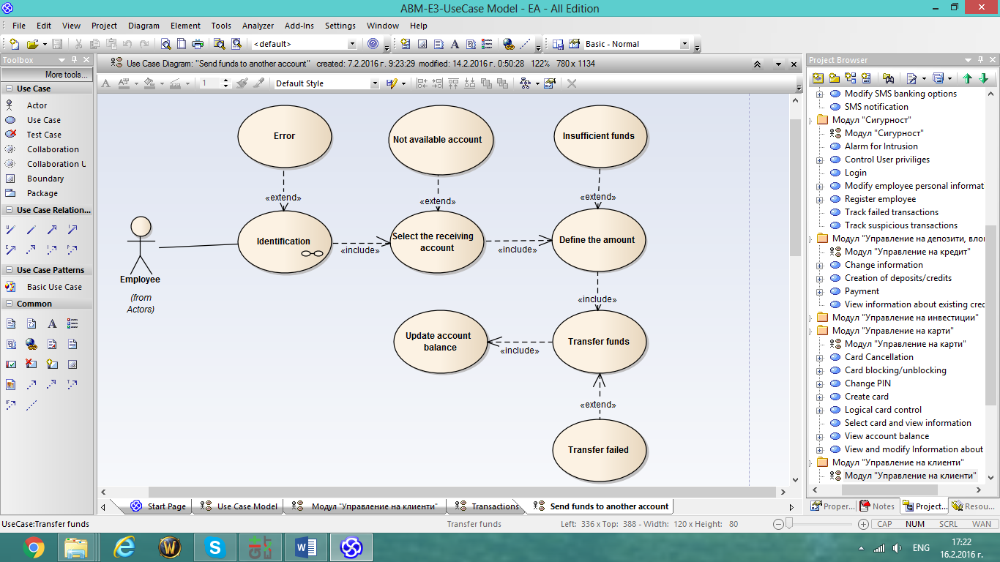 ABM-E3-UseCase Model - EA - All Edition
File Edit View Project Diagram Element Tools Analyzer Add-Ins Settings Window Help
<default>
Basic - Normal
Toolbox
More tools...
Use Case
Actor
Use Case
Test Case
Collaboration
Collaboration U
Boundary
Package
Use Case Relation...
Use Case Patterns
Basic Use Case
Common
Use Case Diagram: "Send funds to another account" created: 7.2.2016 г. 9:23:29 modified: 14.2.2016 г. 0:50:28 122% 780 x 1134
1
Default Style
Error
Not available account
Insufficient funds
«extend»
«extend»
«extend»
Identification
Select the receiving
account
Define the amount
«include»
«include»
Employee
(from
Actors)
«include»
Update account
balance
Transfer funds
«include»
«extend»
Transfer failed
Project Browser
Modify SMS banking options
SMS notification
Модул "Сигурност"
Модул "Сигурност"
Alarm for Intrusion
Control User priviliges
Login
Modify employee personal informat
Register employee
Track failed transactions
Track suspicious transactions
Модул "Управление на депозити, вло
Модул "Управление на кредит"
Change information
Creation of deposits/credits
Payment
View information about existing cred
Модул "Управление на инвестиции"
Модул "Управление на карти"
Модул "Управление на карти"
Card Cancellation
Card blocking/unblocking
Change PIN
Create card
Logical card control
Select card and view information
View account balance
View and modify Information about
Модул "Управление на клиенти"
Модул "Управление на клиенти"
Start Page
Use Case Model
Модул "Управление на клиенти"
Transactions
Send funds to another account
Proper...
Notes
Project...
Resou...
UseCase:Transfer funds
Transfer funds
Left: 336 x Top: 388 - Width: 120 x Height: 80
CAP NUM SCRL WAN
ENG
17:22
16.2.2016 г.